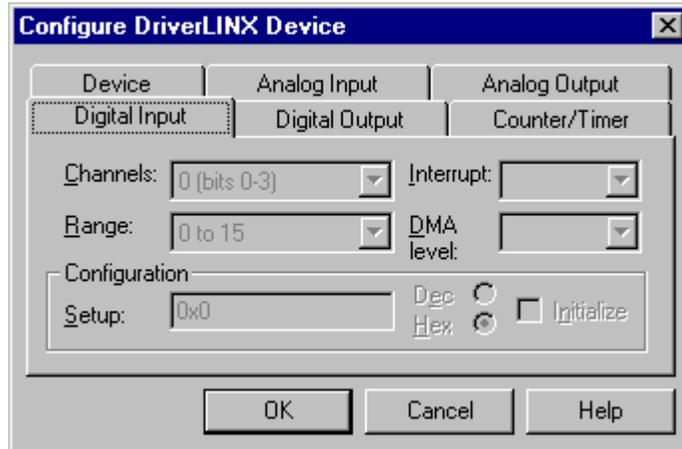 Configure DriverLINX Device
Device Analog Input Analog Output
Digital Input Digital Output Counter/Timer
Channels: 0 (bits 0-3) Interrupt:
Range: 0 to 15 DMA level:
Configuration
Setup: 0x0 Dec Hex Initialize
OK Cancel Help